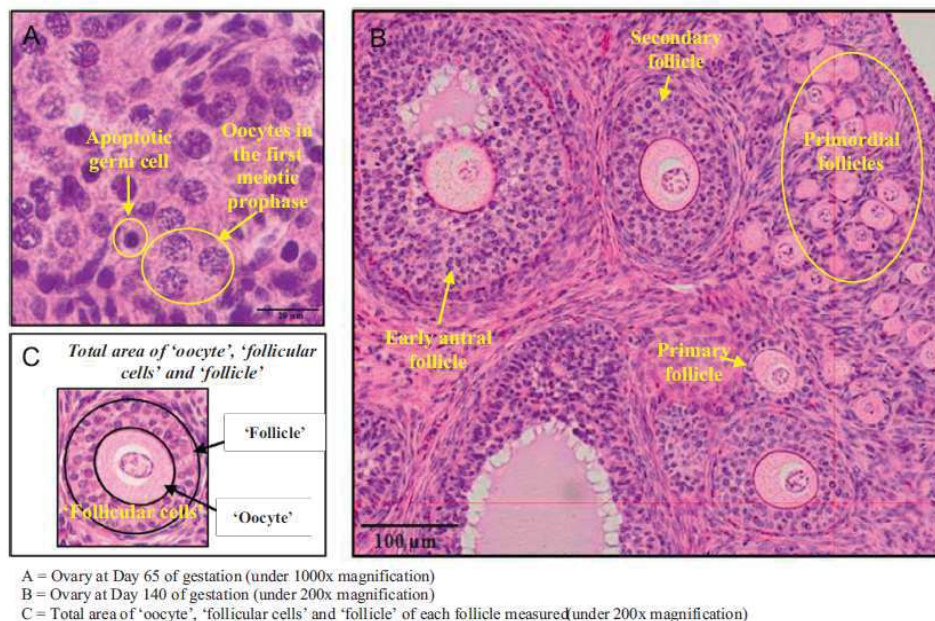 A
Apoptotic
germ cell
Oocytes in
the first
meiotic
prophase
20 µm
B
Secondary
follicle
Primordial
follicles
Early antral
follicle
Primary
follicle
100 µm
C
Total area of 'oocyte', 'follicular
cells' and 'follicle'
'Follicle'
'Follicular cells'
'Oocyte'
A = Ovary at Day 65 of gestation (under 1000x magnification)
B = Ovary at Day 140 of gestation (under 200x magnification)
C = Total area of 'oocyte', 'follicular cells' and 'follicle' of each follicle measured(under 200x magnification)